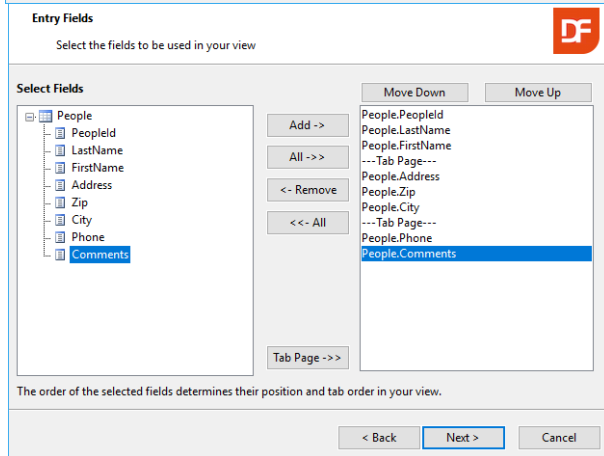 Entry Fields
Select the fields to be used in your view
DF
Select Fields
Move Down
Move Up
People
PeopleId
LastName
FirstName
Address
Zip
City
Phone
Comments
Add ->
All ->>
<- Remove
<<- All
Tab Page ->>
People.PeopleId
People.LastName
People.FirstName
---Tab Page---
People.Address
People.Zip
People.City
---Tab Page---
People.Phone
People.Comments
The order of the selected fields determines their position and tab order in your view.
< Back
Next >
Cancel